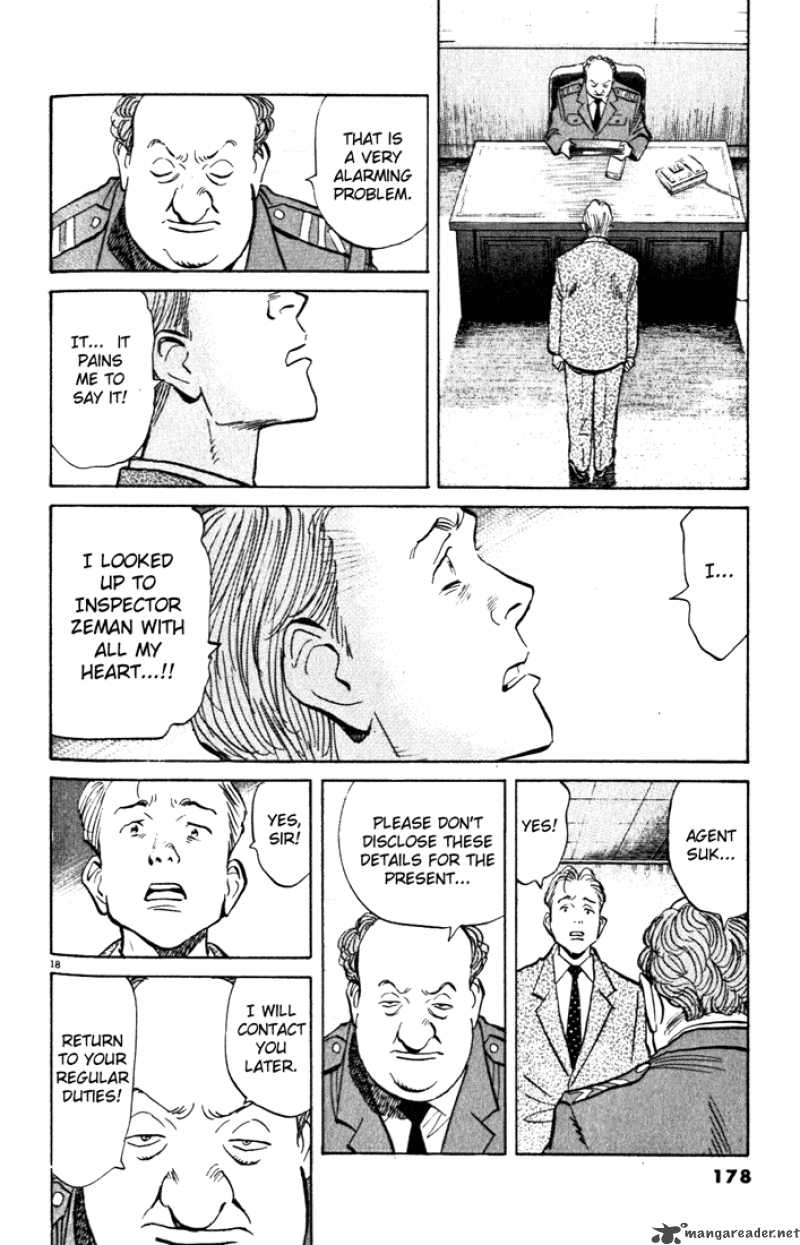 THAT IS
A VERY
ALARMING
PROBLEM.
IT... IT
PAINS
ME TO
SAY IT!
I...
I LOOKED
UP TO
INSPECTOR
ZEMAN WITH
ALL MY
HEART...!!
AGENT
SUK...
YES!
PLEASE DON'T
DISCLOSE THESE
DETAILS FOR THE
PRESENT...
YES,
SIR!
18
I WILL
CONTACT
YOU
LATER.
RETURN
TO YOUR
REGULAR
DUTIES!
178
mangareader.net